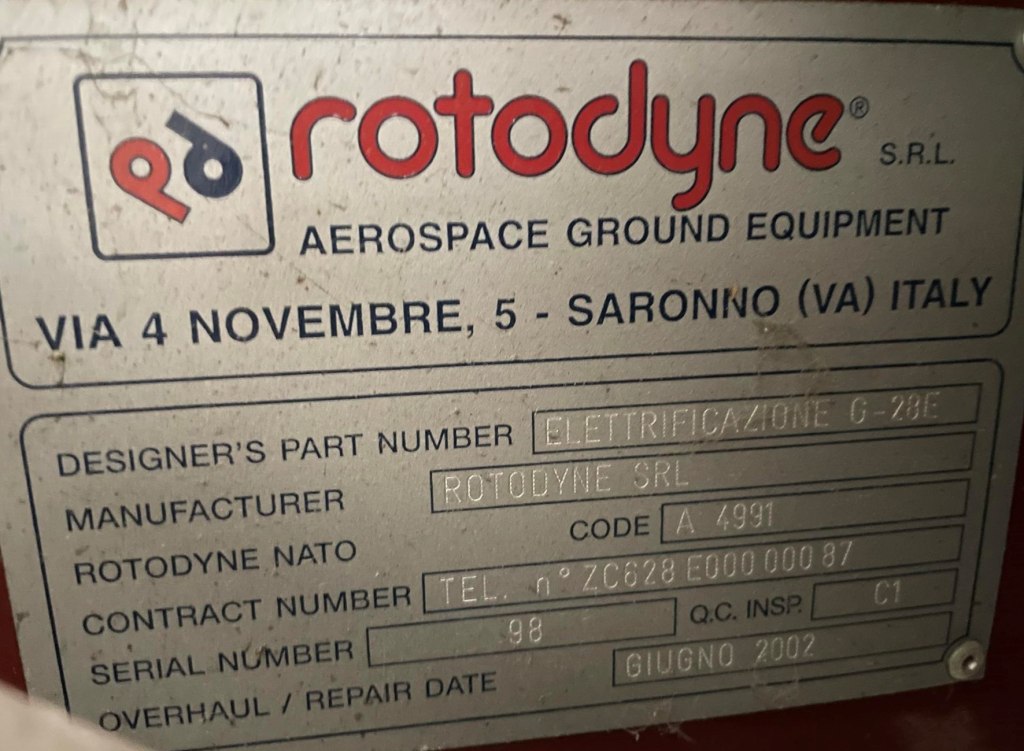 rotodyne® S.R.L.
AEROSPACE GROUND EQUIPMENT
VIA 4 NOVEMBRE, 5 - SARONNO (VA) ITALY
DESIGNER'S PART NUMBER ELETTRIFICAZIONE G-28E
MANUFACTURER ROTODYNE SRL
ROTODYNE NATO CODE A 4991
CONTRACT NUMBER TEL. n° ZC628 E000 000 87
SERIAL NUMBER 98 Q.C. INSP. C1
OVERHAUL / REPAIR DATE GIUGNO 2002